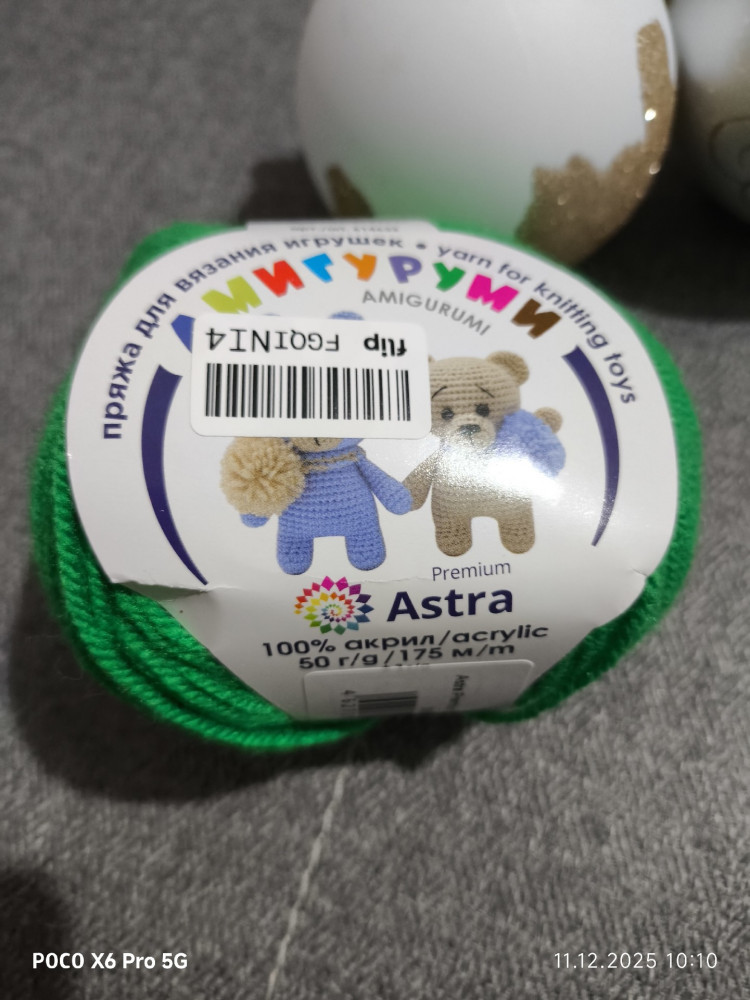 пряжа для вязания игрушек • yarn for knitting toys
АМИГУРУМИ
AMIGURUMI
flip FGQINI4
Premium
Astra
100% акрил/acrylic
50 г/g/175 м/m
POCO X6 Pro 5G
11.12.2025 10:10